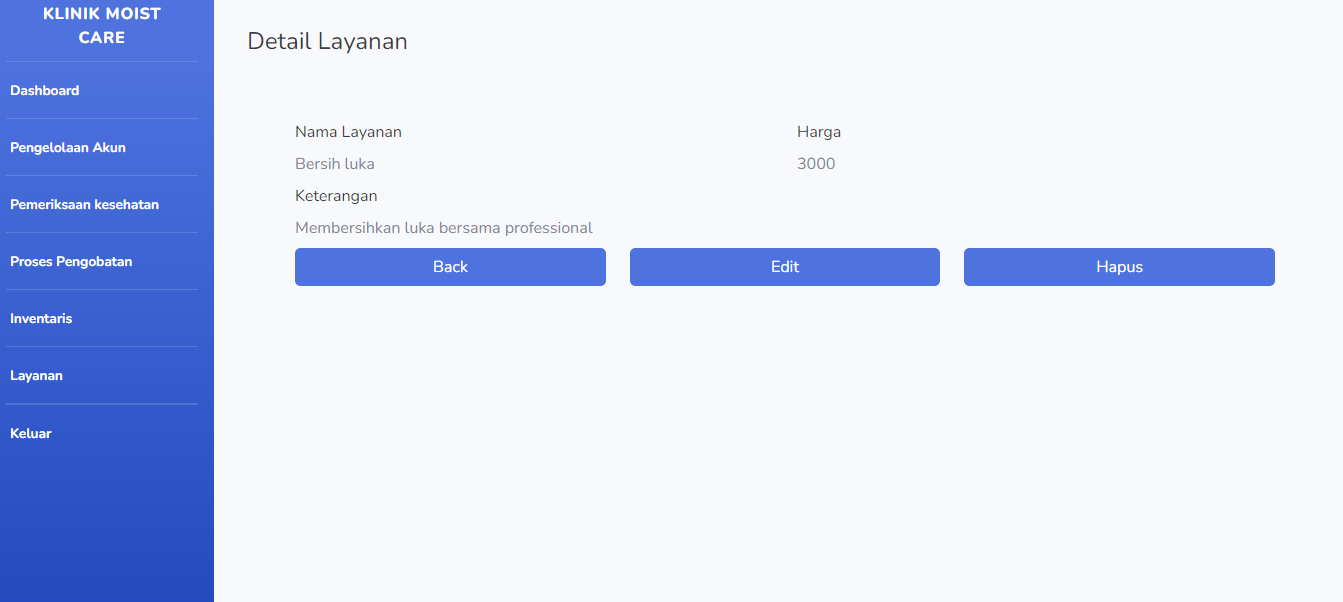 KLINIK MOIST
CARE
Dashboard
Pengelolaan Akun
Pemeriksaan kesehatan
Proses Pengobatan
Inventaris
Layanan
Keluar
Detail Layanan
Nama Layanan
Harga
Bersih luka
3000
Keterangan
Membersihkan luka bersama professional
Back
Edit
Hapus